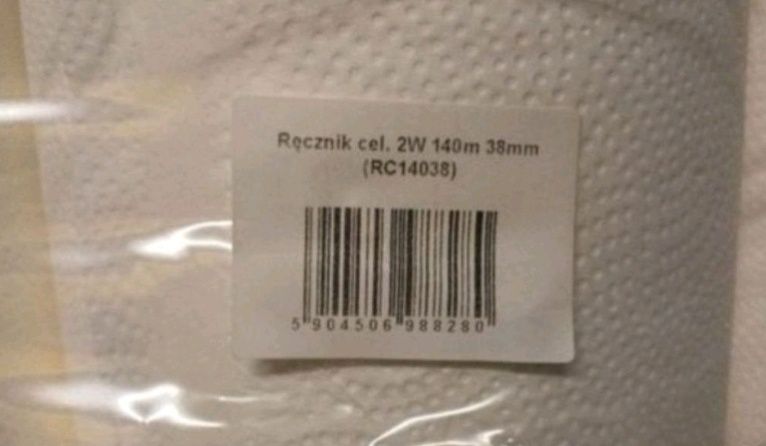 Ręcznik cel. 2W 140m 38mm
(RC14038)
5 904506 988280